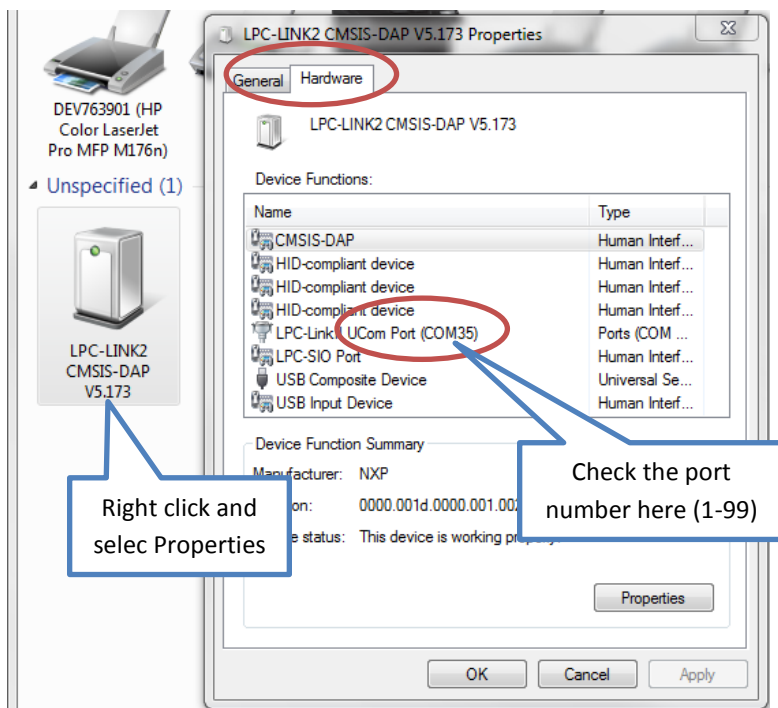 LPC-LINK2 CMSIS-DAP V5.173 Properties
General Hardware
DEV763901 (HP
Color LaserJet
Pro MFP M176n)
Unspecified (1)
LPC-LINK2
CMSIS-DAP
V5.173
Right click and
selec Properties
LPC-LINK2 CMSIS-DAP V5.173
Device Functions:
Name Type
CMSIS-DAP Human Interf...
HID-compliant device Human Interf...
HID-compliant device Human Interf...
HID-compliant device Human Interf...
LPC-LinkII UCom Port (COM35) Ports (COM ...
LPC-SIO Port Human Interf...
USB Composite Device Universal Se...
USB Input Device Human Interf...
Device Function Summary
Manufacturer: NXP
on: 0000.001d.0000.001.002
status: This device is working
Check the port
number here (1-99)
Properties
OK Cancel Apply